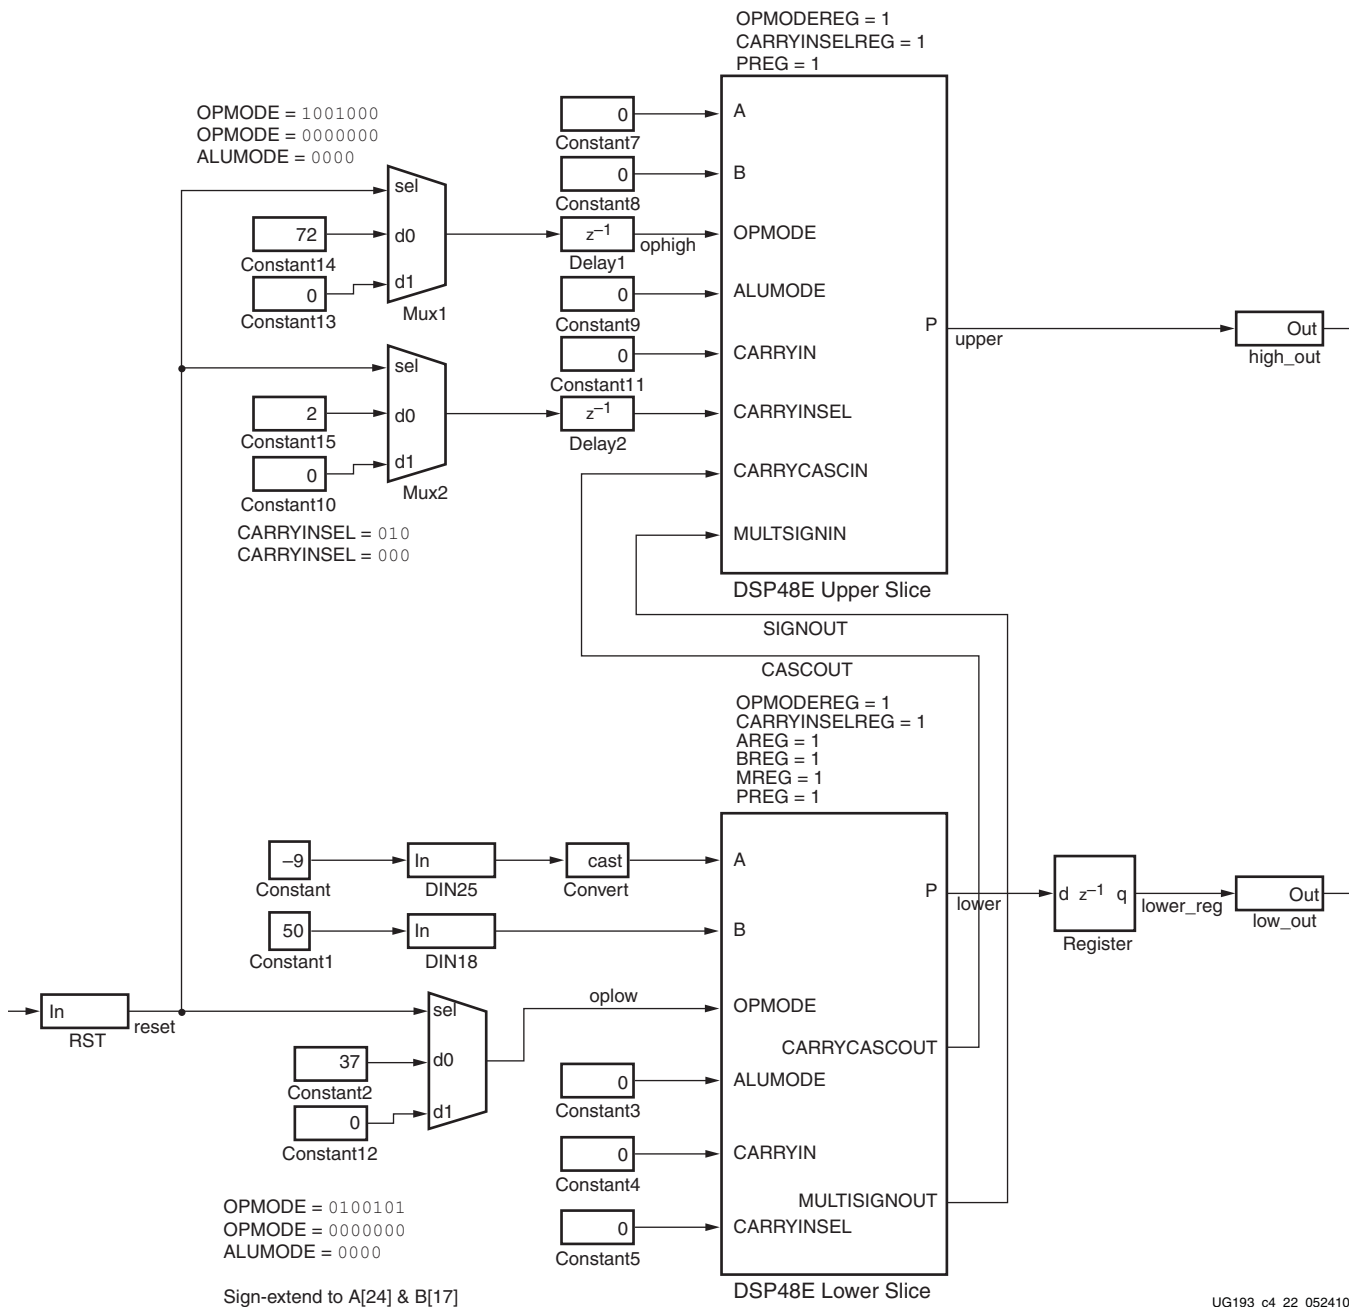 OPMODEREG = 1
CARRYINSELREG = 1
PREG = 1
OPMODE = 1001000
OPMODE = 0000000
ALUMODE = 0000
sel
72
d0
Constant14
0
d1
Constant13
Mux1
sel
2
d0
Constant15
0
d1
Constant10
Mux2
CARRYINSEL = 010
CARRYINSEL = 000
0
Constant7
0
Constant8
z–1
ophigh
Delay1
0
Constant9
0
Constant11
z–1
Delay2
A
B
OPMODE
ALUMODE
CARRYIN
CARRYINSEL
CARRYCASCIN
MULTSIGNIN
P
upper
Out
high_out
DSP48E Upper Slice
SIGNOUT
CASCOUT
OPMODEREG = 1
CARRYINSELREG = 1
AREG = 1
BREG = 1
MREG = 1
PREG = 1
–9
Constant
In
DIN25
cast
Convert
50
Constant1
In
DIN18
In
RST
reset
sel
37
d0
Constant2
0
d1
Constant12
oplow
0
Constant3
0
Constant4
0
Constant5
A
B
OPMODE
CARRYCASCOUT
ALUMODE
CARRYIN
MULTISIGNOUT
CARRYINSEL
P
lower
d z–1 q
Register
lower_reg
Out
low_out
OPMODE = 0100101
OPMODE = 0000000
ALUMODE = 0000
DSP48E Lower Slice
Sign-extend to A[24] & B[17]
UG193_c4_22_052410